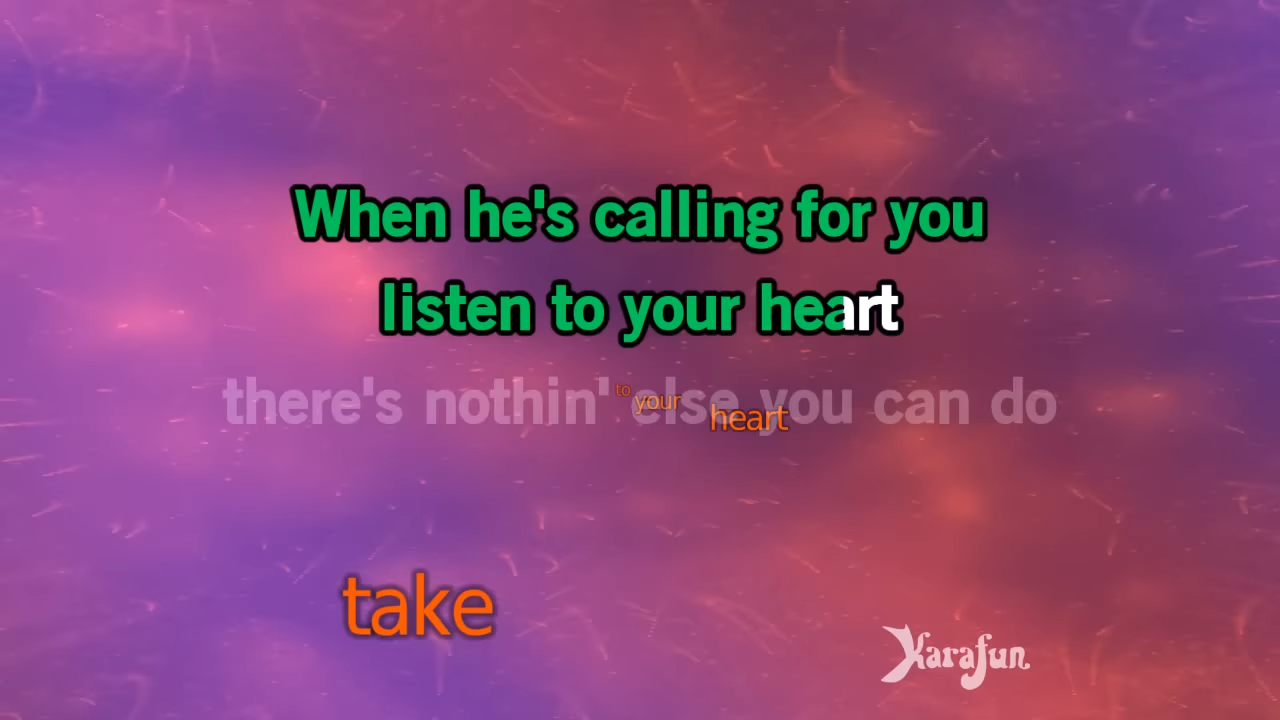 When he's calling for you
listen to your heart
there's nothin' else you can do
to your heart
take
Karafun